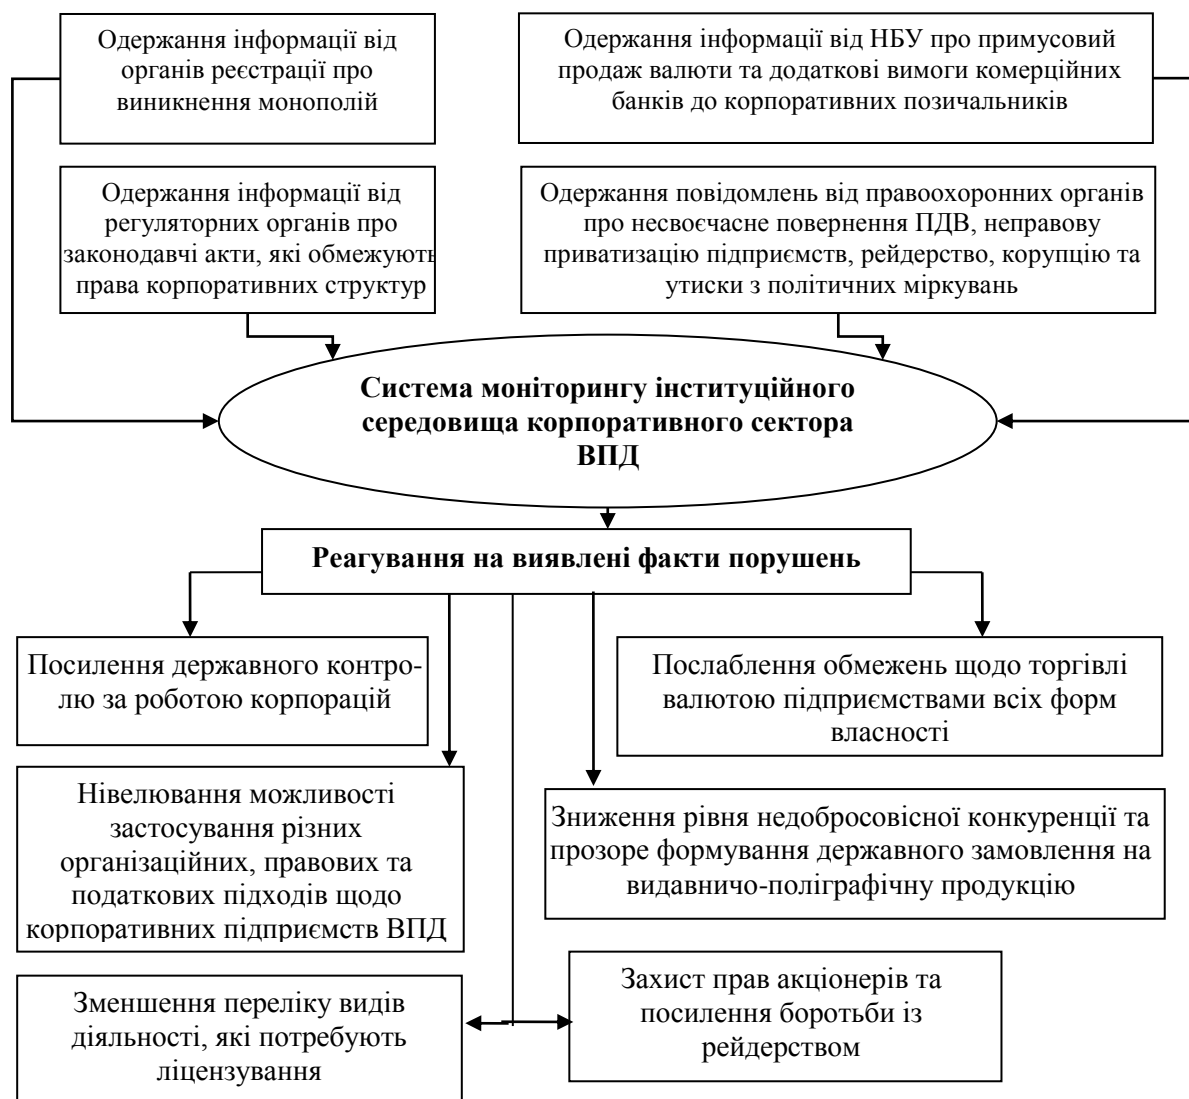 Одержання інформації від
органів реєстрації про
виникнення монополій
Одержання інформації від НБУ про примусовий
продаж валюти та додаткові вимоги комерційних
банків до корпоративних позичальників
Одержання інформації від
регуляторних органів про
законодавчі акти, які обмежують
права корпоративних структур
Одержання повідомлень від правоохоронних органів
про несвоєчасне повернення ПДВ, неправову
приватизацію підприємств, рейдерство, корупцію та
утиски з політичних міркувань
Система моніторингу інституційного
середовища корпоративного сектора
ВПД
Реагування на виявлені факти порушень
Посилення державного контро-
лю за роботою корпорацій
Послаблення обмежень щодо торгівлі
валютою підприємствами всіх форм
власності
Нівелювання можливості
застосування різних
організаційних, правових та
податкових підходів щодо
корпоративних підприємств ВПД
Зниження рівня недобросовісної конкуренції та
прозоре формування державного замовлення на
видавничо-поліграфічну продукцію
Зменшення переліку видів
діяльності, які потребують
ліцензування
Захист прав акціонерів та
посилення боротьби із
рейдерством